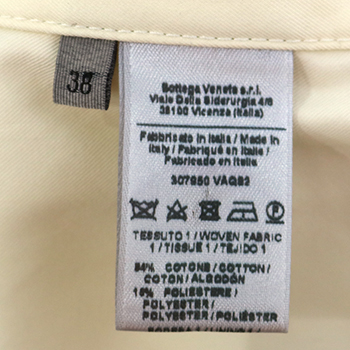 38
Bottega Veneta s.r.l.
Viale Della Siderurgia 4/6
36100 Vicenza (Italia)
Fabbricato in Italia / Made in
Italy / Fabriqué en Italie /
Fabricado en Italia
307950 VAQB2
TESSUTO 1 / WOVEN FABRIC
1 / TISSUE 1 / TEJIDO 1
84% COTONE / COTTON /
COTON / ALGODON
16% POLIESTERE /
POLYESTER /
POLYESTER / POLIÉSTER